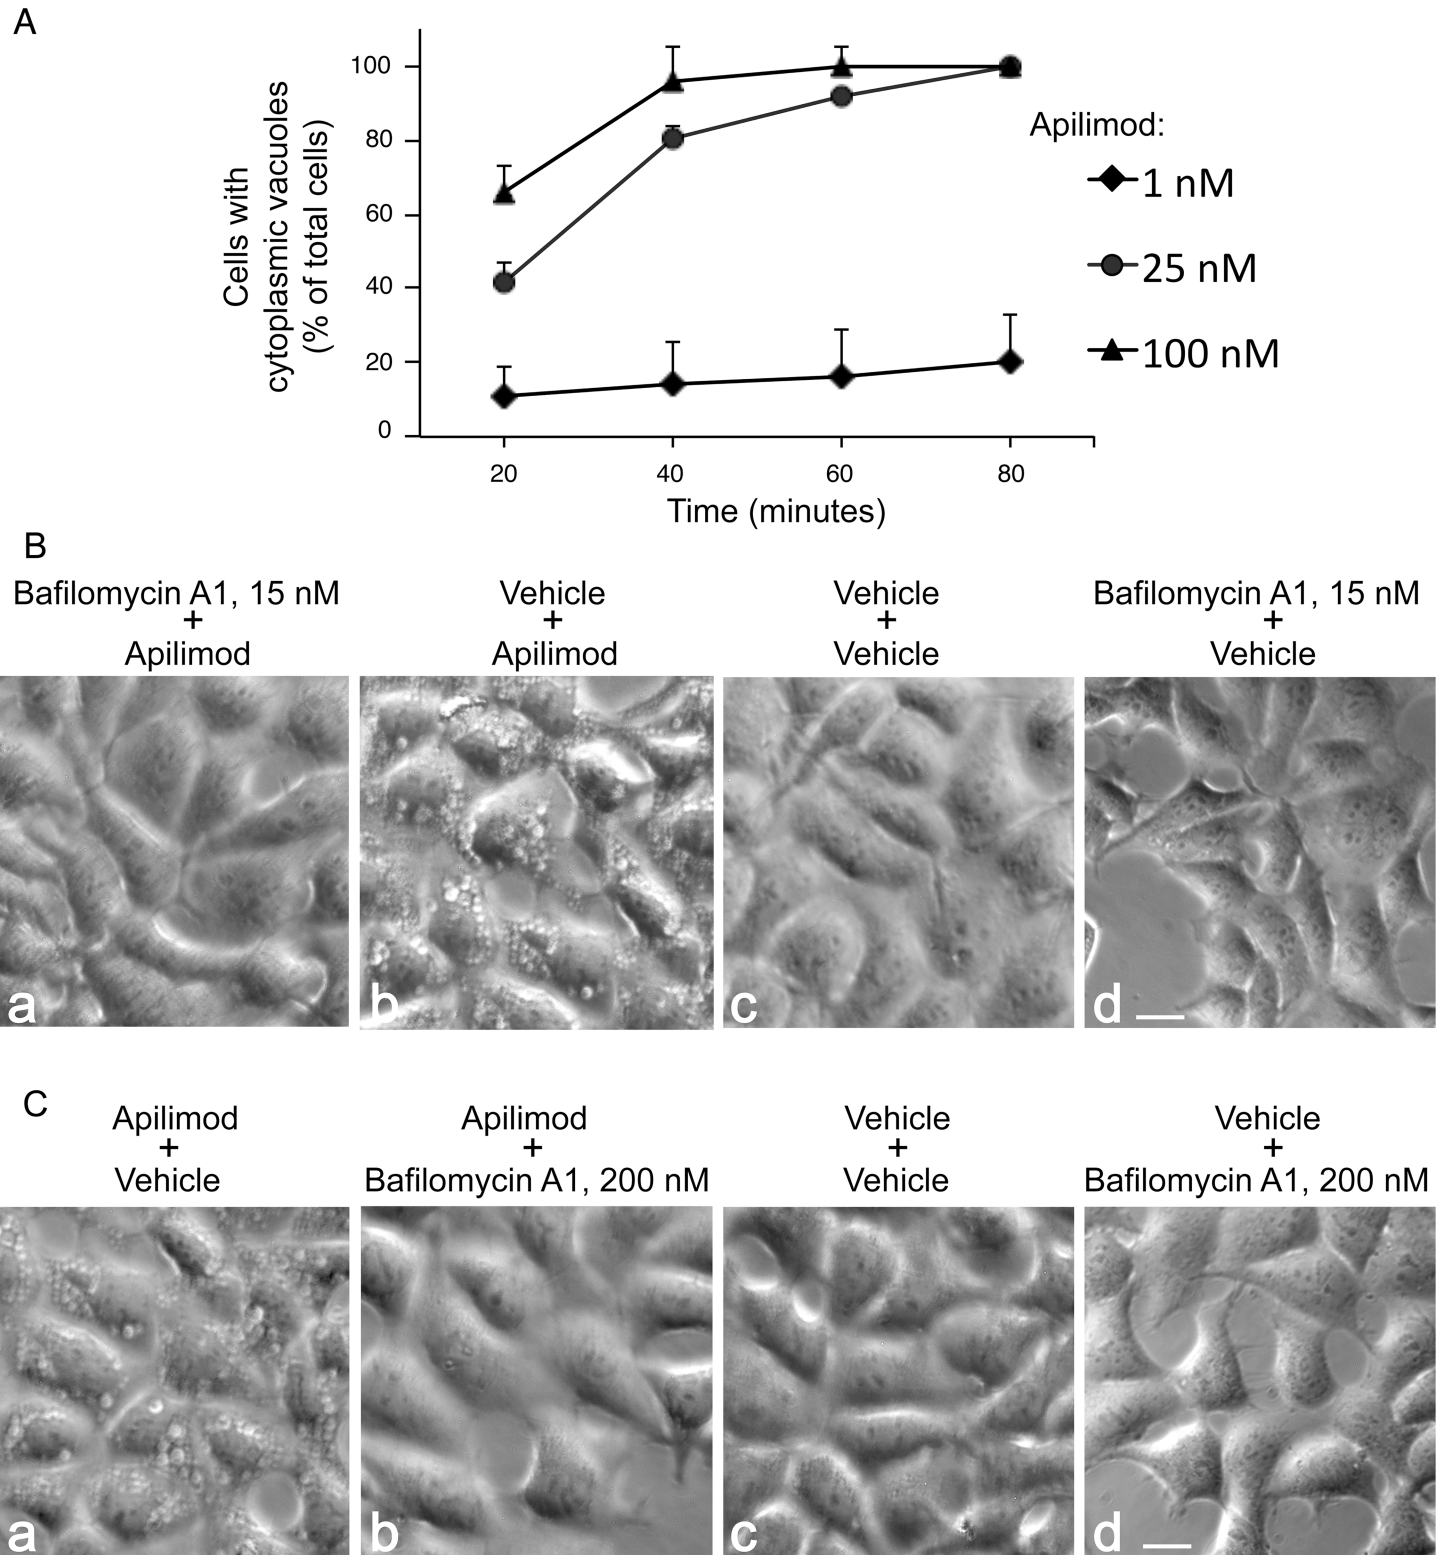 A
Cells with
cytoplasmic vacuoles
(% of total cells)
100
80
60
40
20
0
20 40 60 80
Time (minutes)
Apilimod:
1 nM
25 nM
100 nM
B
Bafilomycin A1, 15 nM
+
Apilimod
Vehicle
+
Apilimod
Vehicle
+
Vehicle
Bafilomycin A1, 15 nM
+
Vehicle
a
b
c
d
C
Apilimod
+
Vehicle
Apilimod
+
Bafilomycin A1, 200 nM
Vehicle
+
Vehicle
Vehicle
+
Bafilomycin A1, 200 nM
a
b
c
d